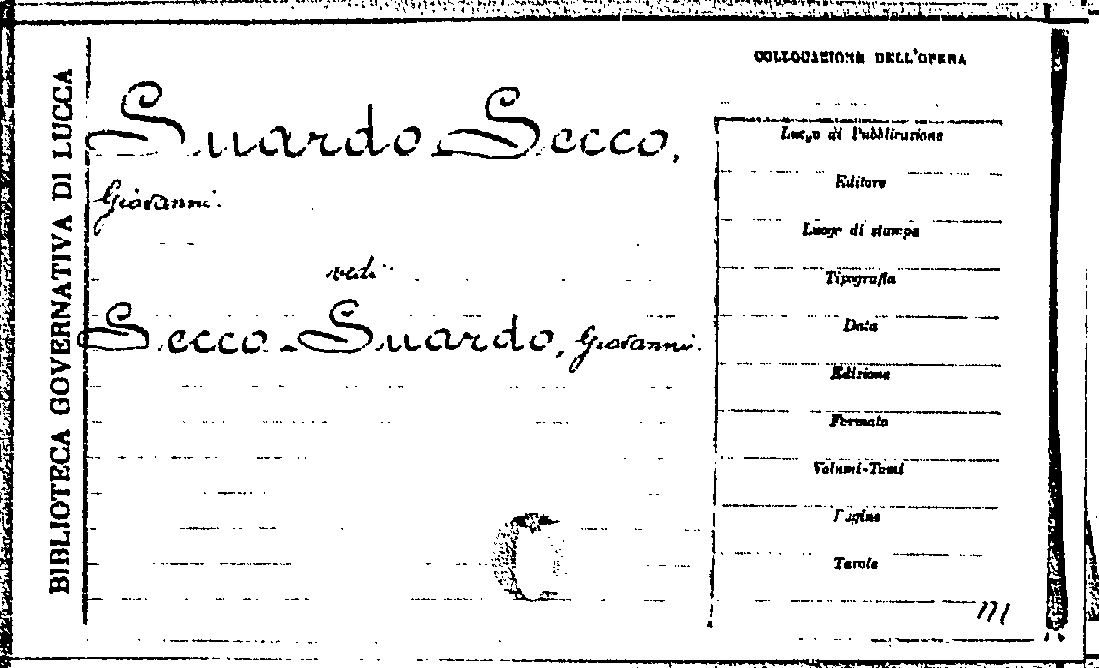 BIBLIOTECA GOVERNATIVA DI LUCCA
Suardo Secco,
Giovanni.
vedi
Secco-Suardo, Giovanni.
COLLOCAZIONE DELL'OPERA
Luogo di Pubblicazione
Editore
Luogo di stampa
Tipografia
Data
Edizione
Formato
Volumi-Tomi
Pagine
Tavole